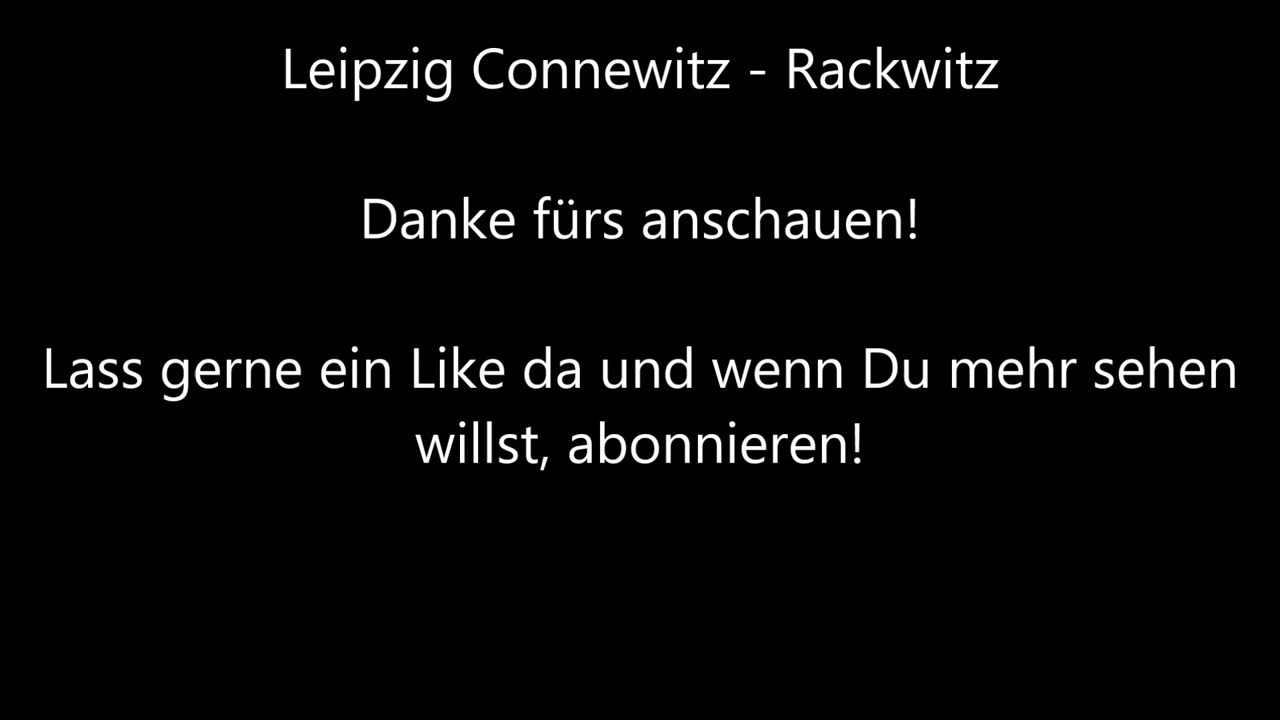 Leipzig Connewitz - Rackwitz
Danke fürs anschauen!
Lass gerne ein Like da und wenn Du mehr sehen
willst, abonnieren!